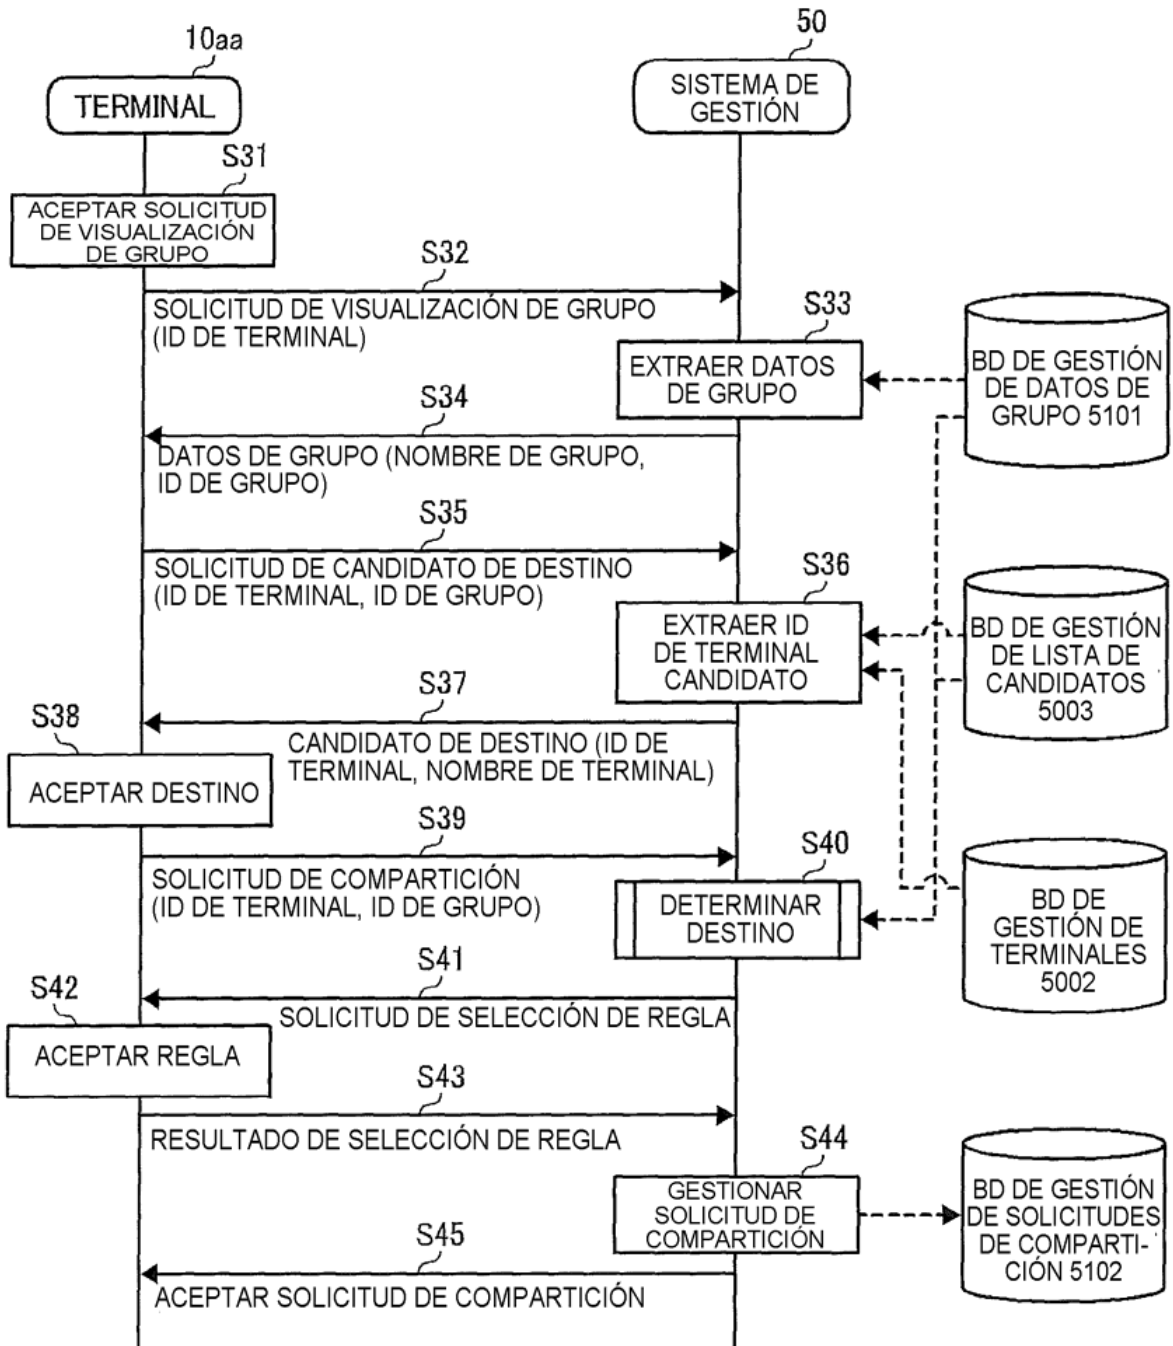 10aa
50
TERMINAL
SISTEMA DE
GESTIÓN
S31
ACEPTAR SOLICITUD
DE VISUALIZACIÓN
DE GRUPO
S32
SOLICITUD DE VISUALIZACIÓN DE GRUPO
(ID DE TERMINAL)
S33
EXTRAER DATOS
DE GRUPO
BD DE GESTIÓN
DE DATOS DE
GRUPO 5101
S34
DATOS DE GRUPO (NOMBRE DE GRUPO,
ID DE GRUPO)
S35
SOLICITUD DE CANDIDATO DE DESTINO
(ID DE TERMINAL, ID DE GRUPO)
S36
EXTRAER ID
DE TERMINAL
CANDIDATO
BD DE GESTIÓN
DE LISTA DE
CANDIDATOS
5003
S37
CANDIDATO DE DESTINO (ID DE
TERMINAL, NOMBRE DE TERMINAL)
S38
ACEPTAR DESTINO
S39
SOLICITUD DE COMPARTICIÓN
(ID DE TERMINAL, ID DE GRUPO)
S40
DETERMINAR
DESTINO
BD DE
GESTIÓN DE
TERMINALES
5002
S41
SOLICITUD DE SELECCIÓN DE REGLA
S42
ACEPTAR REGLA
S43
RESULTADO DE SELECCIÓN DE REGLA
S44
GESTIONAR
SOLICITUD DE
COMPARTICIÓN
BD DE GESTIÓN
DE SOLICITUDES
DE COMPARTI-
CIÓN 5102
S45
ACEPTAR SOLICITUD DE COMPARTICIÓN